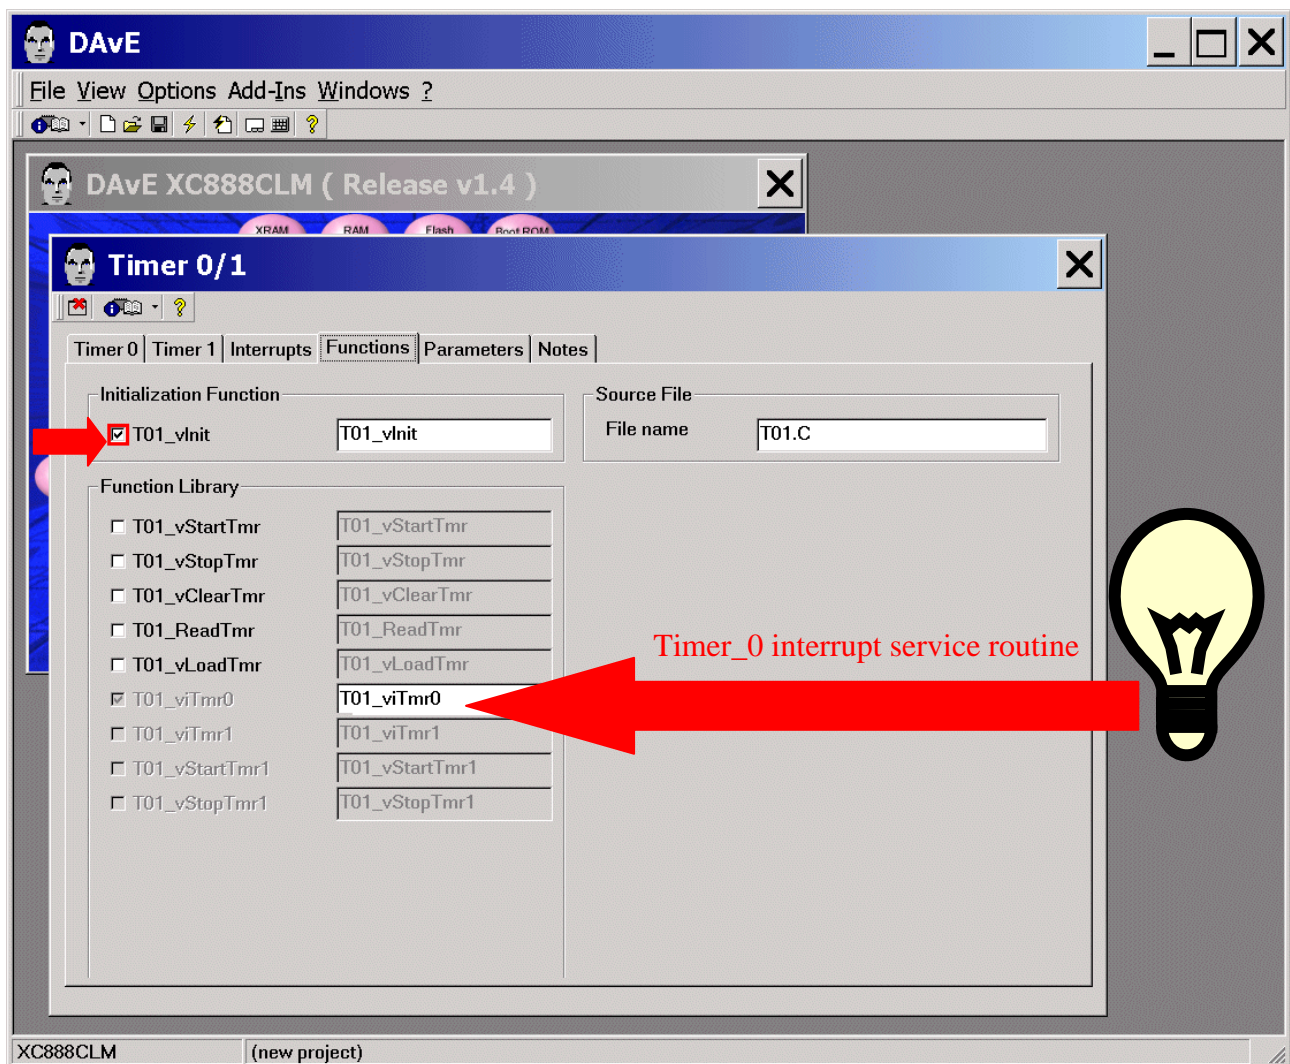 DAvE
File View Options Add-Ins Windows ?
DAvE XC888CLM ( Release v1.4 )
XRAM RAM Flash Boot ROM
Timer 0/1
Timer 0 Timer 1 Interrupts Functions Parameters Notes
Initialization Function
T01_vInit T01_vInit
Source File
File name T01.C
Function Library
T01_vStartTmr T01_vStartTmr
T01_vStopTmr T01_vStopTmr
T01_vClearTmr T01_vClearTmr
T01_ReadTmr T01_ReadTmr
T01_vLoadTmr T01_vLoadTmr
T01_viTmr0 T01_viTmr0
T01_viTmr1 T01_viTmr1
T01_vStartTmr1 T01_vStartTmr1
T01_vStopTmr1 T01_vStopTmr1
Timer_0 interrupt service routine
XC888CLM (new project)